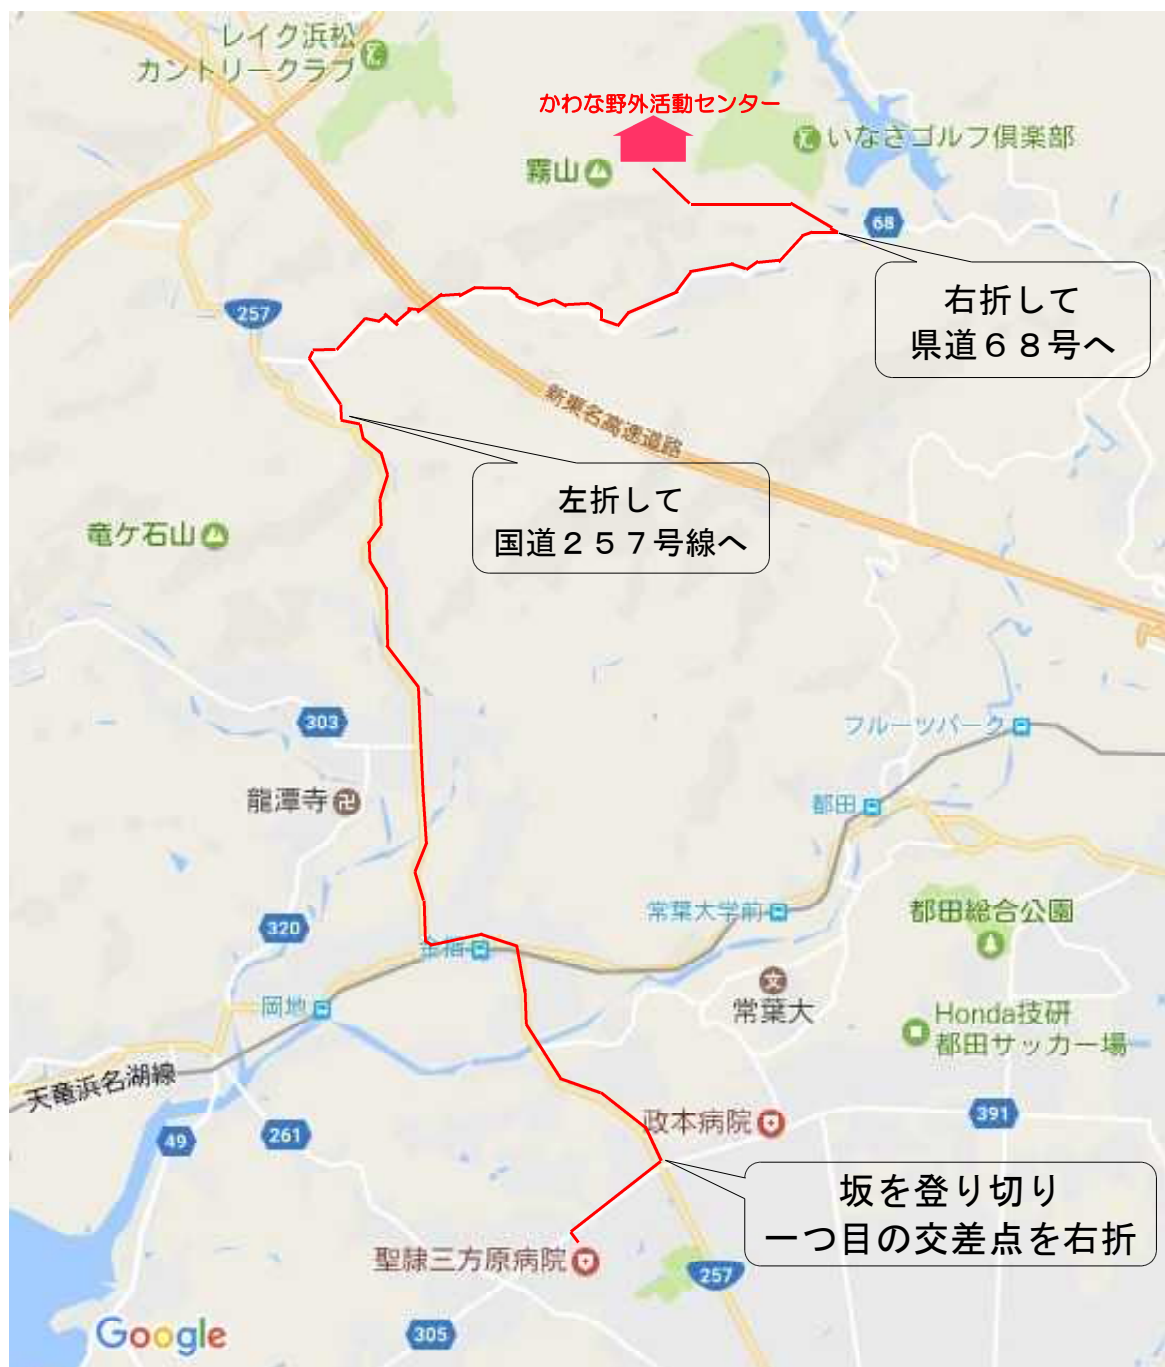 レイク浜松
カントリークラブ
かわな野外活動センター
いなさゴルフ倶楽部
霧山
68
右折して
県道６８号へ
257
新東名高速道路
左折して
国道２５７号線へ
竜ケ石山
303
フルーツパーク
龍潭寺
都田
常葉大学前
都田総合公園
320
金指
岡地
常葉大
Honda技研
都田サッカー場
天竜浜名湖線
政本病院
391
49
261
坂を登り切り
一つ目の交差点を右折
聖隷三方原病院
257
Google
305